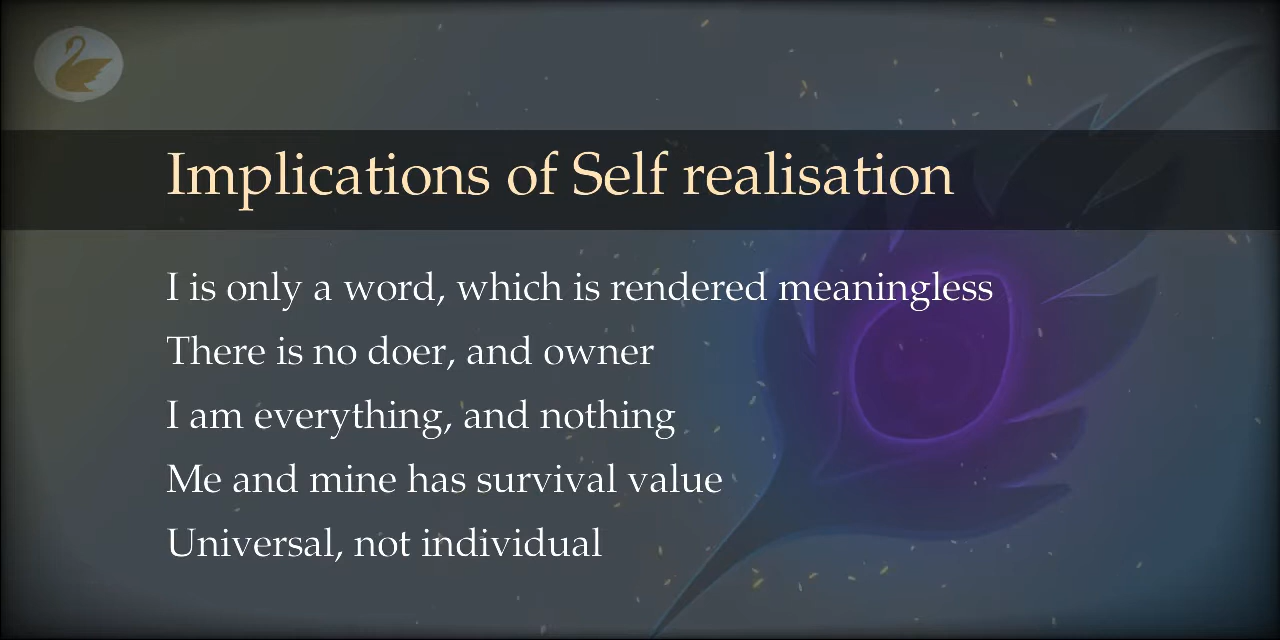 Implications of Self realisation
I is only a word, which is rendered meaningless
There is no doer, and owner
I am everything, and nothing
Me and mine has survival value
Universal, not individual